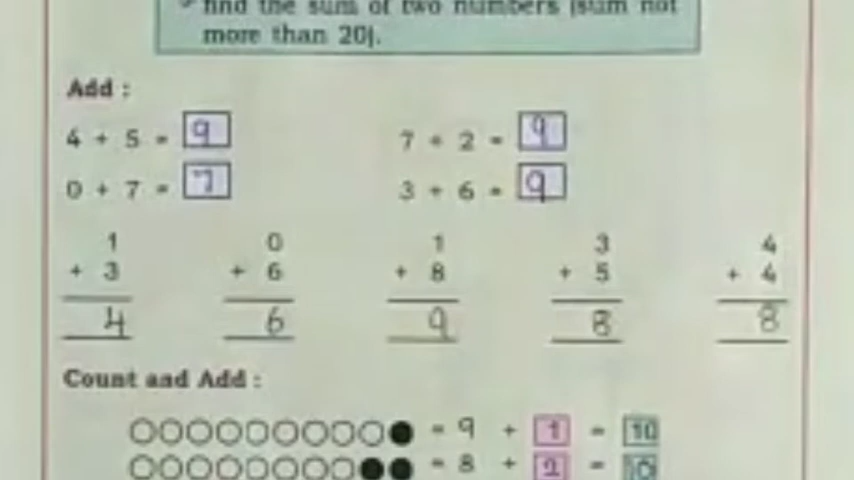 find the sum of two numbers (sum not
more than 20).
Add :
4 + 5 = 9 7 + 2 = 9
0 + 7 = 7 3 + 6 = 9
1 0 1 3 4
+ 3 + 6 + 8 + 5 + 4
4 6 9 8 8
Count and Add :
= 9 + 1 = 10
= 8 + 2 = 10